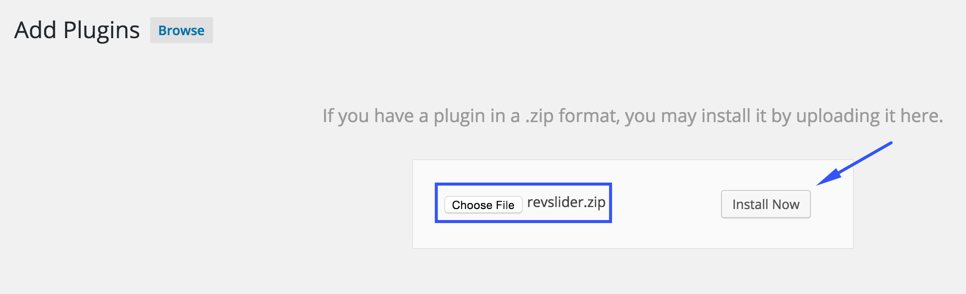 Add Plugins Browse
If you have a plugin in a .zip format, you may install it by uploading it here.
Choose File revslider.zip Install Now